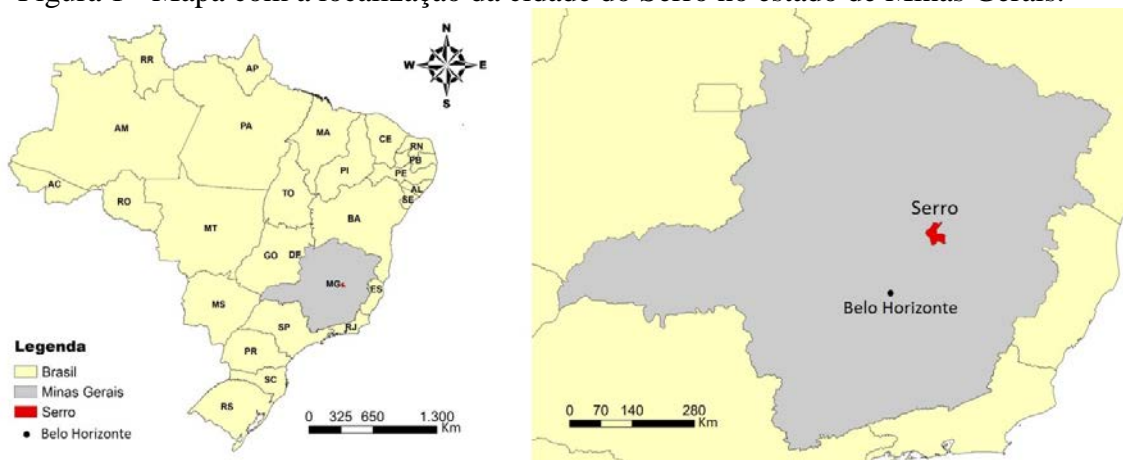 Figura 1 - Mapa com a localização da cidade do Serro no estado de Minas Gerais.
N
W E
S
RR
AP
AM
PA
MA
CE
RN
PB
PE
AL
SE
PI
AC
RO
TO
BA
MT
GO
DF
MG
ES
MS
SP
RJ
PR
SC
RS
Legenda
Brasil
Minas Gerais
Serro
Belo Horizonte
0 325 650 1.300
Km
Serro
Belo Horizonte
0 70 140 280
Km